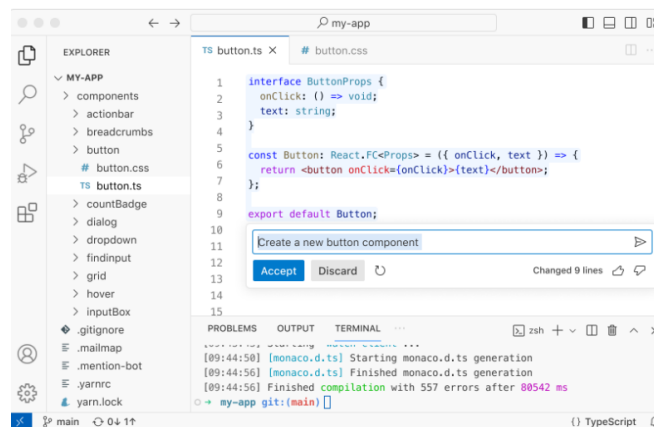 my-app
EXPLORER
TS button.ts ×
# button.css
MY-APP
components
actionbar
breadcrumbs
button
# button.css
TS button.ts
countBadge
dialog
dropdown
findinput
grid
hover
inputBox
.gitignore
.mailmap
.mention-bot
.yarnrc
yarn.lock
1 interface ButtonProps {
2 onClick: () => void;
3 text: string;
4 }
5 const Button: React.FC<Props> = ({ onClick, text }) => {
6 return <button onClick={onClick}>{text}</button>;
7 };
8
9 export default Button;
10
11
12
13
14
15
Create a new button component
Accept Discard Changed 9 lines
PROBLEMS OUTPUT TERMINAL ··· zsh
[09:44:50] [monaco.d.ts] Starting monaco.d.ts generation
[09:44:56] [monaco.d.ts] Finished monaco.d.ts generation
[09:44:56] Finished compilation with 557 errors after 80542 ms
my-app git:(main)
main 0↓ 1↑ {} TypeScript